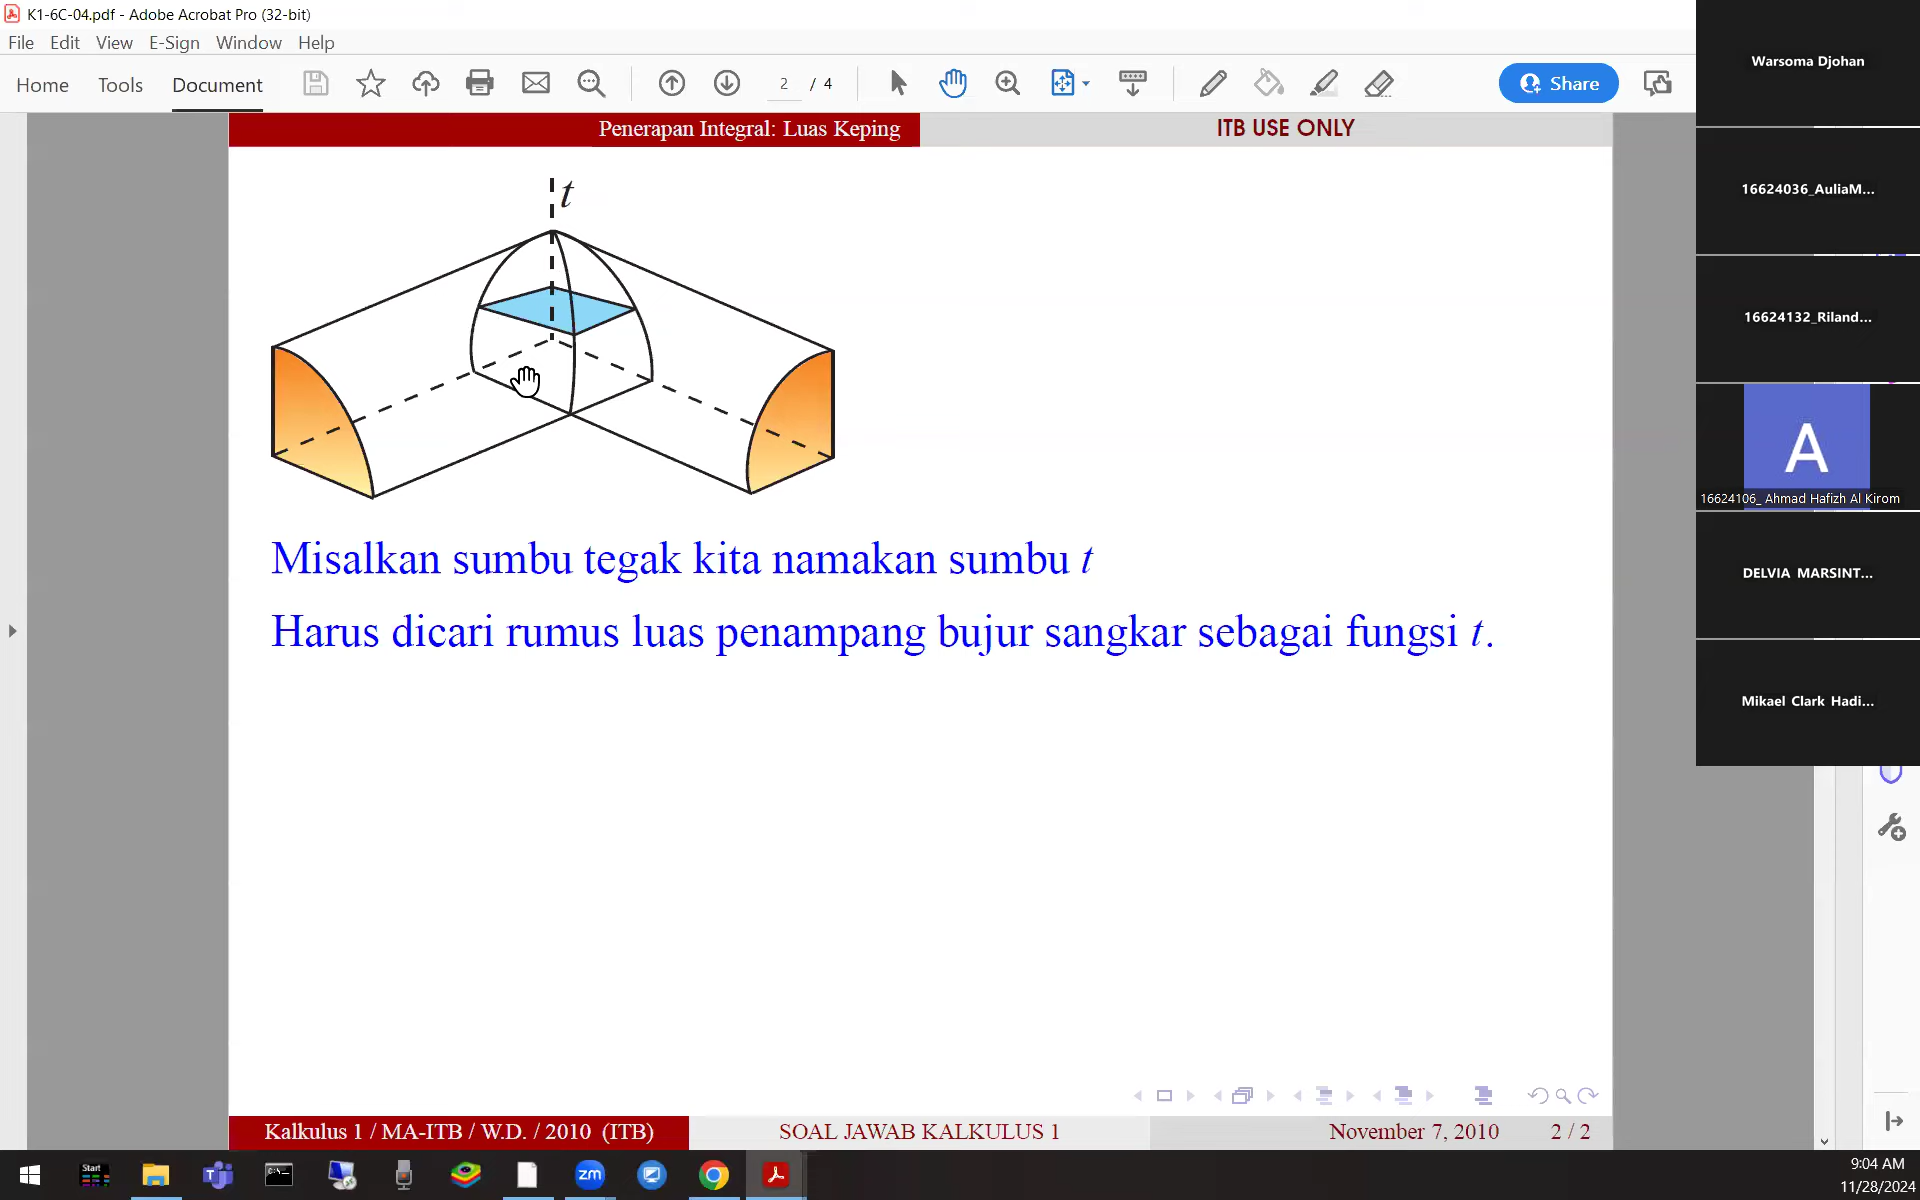 K1-6C-04.pdf - Adobe Acrobat Pro (32-bit)
File Edit View E-Sign Window Help
Home Tools Document 2 / 4 Share
Penerapan Integral: Luas Keping ITB USE ONLY
t
Misalkan sumbu tegak kita namakan sumbu t
Harus dicari rumus luas penampang bujur sangkar sebagai fungsi t.
Kalkulus 1 / MA-ITB / W.D. / 2010 (ITB) SOAL JAWAB KALKULUS 1 November 7, 2010 2 / 2
Warsoma Djohan
16624036_AuliaM...
16624132_Riland...
A
16624106_ Ahmad Hafizh Al Kirom
DELVIA MARSINT...
Mikael Clark Hadi...
Start
C:\
zm
9:04 AM
11/28/2024